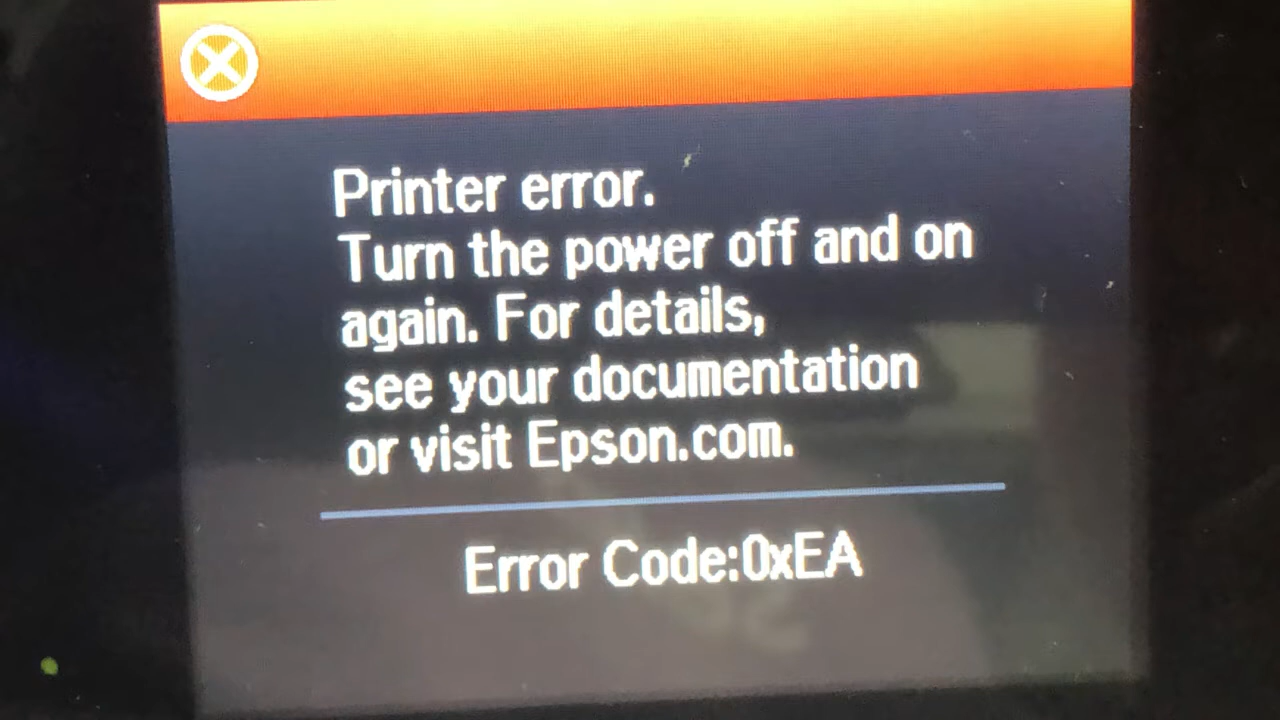 Printer error.
Turn the power off and on
again. For details,
see your documentation
or visit Epson.com.
Error Code:0xEA